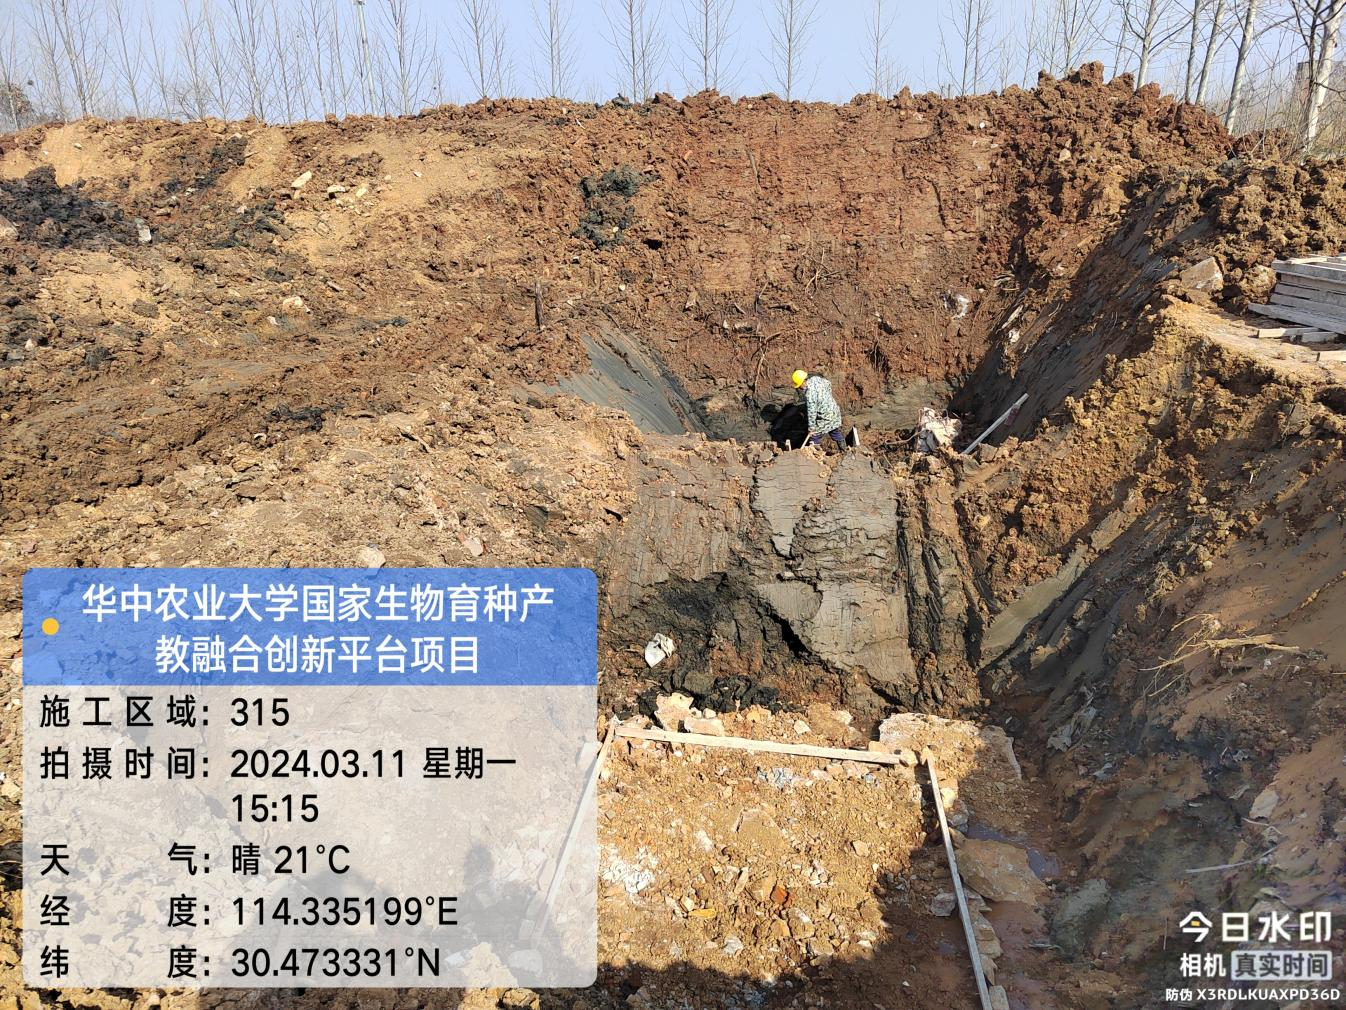 华中农业大学国家生物育种产
教融合创新平台项目
施工区域：315
拍摄时间：2024.03.11 星期一
15:15
天气：晴 21°C
经度：114.335199°E
纬度：30.473331°N
今日水印
相机 真实时间
防伪 X3RDLKUAXPD36D